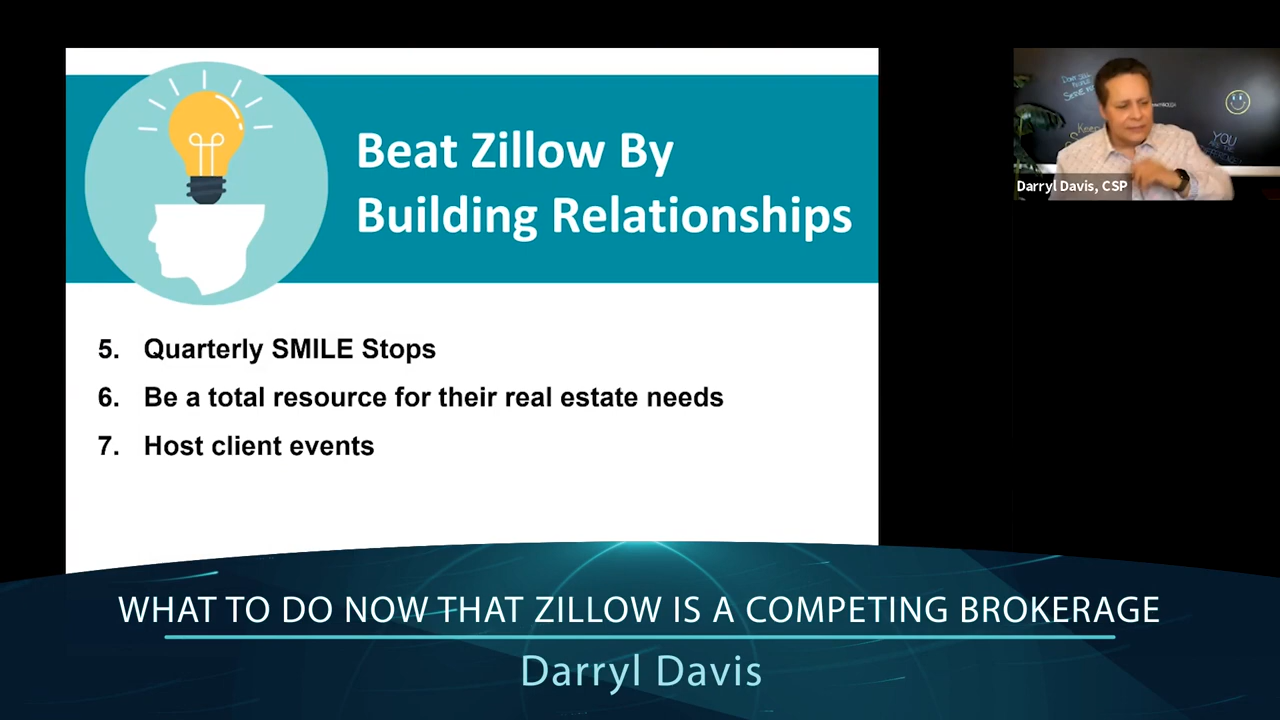 Beat Zillow By
Building Relationships
5. Quarterly SMILE Stops
6. Be a total resource for their real estate needs
7. Host client events
Darryl Davis, CSP
YOU
WHAT TO DO NOW THAT ZILLOW IS A COMPETING BROKERAGE
Darryl Davis